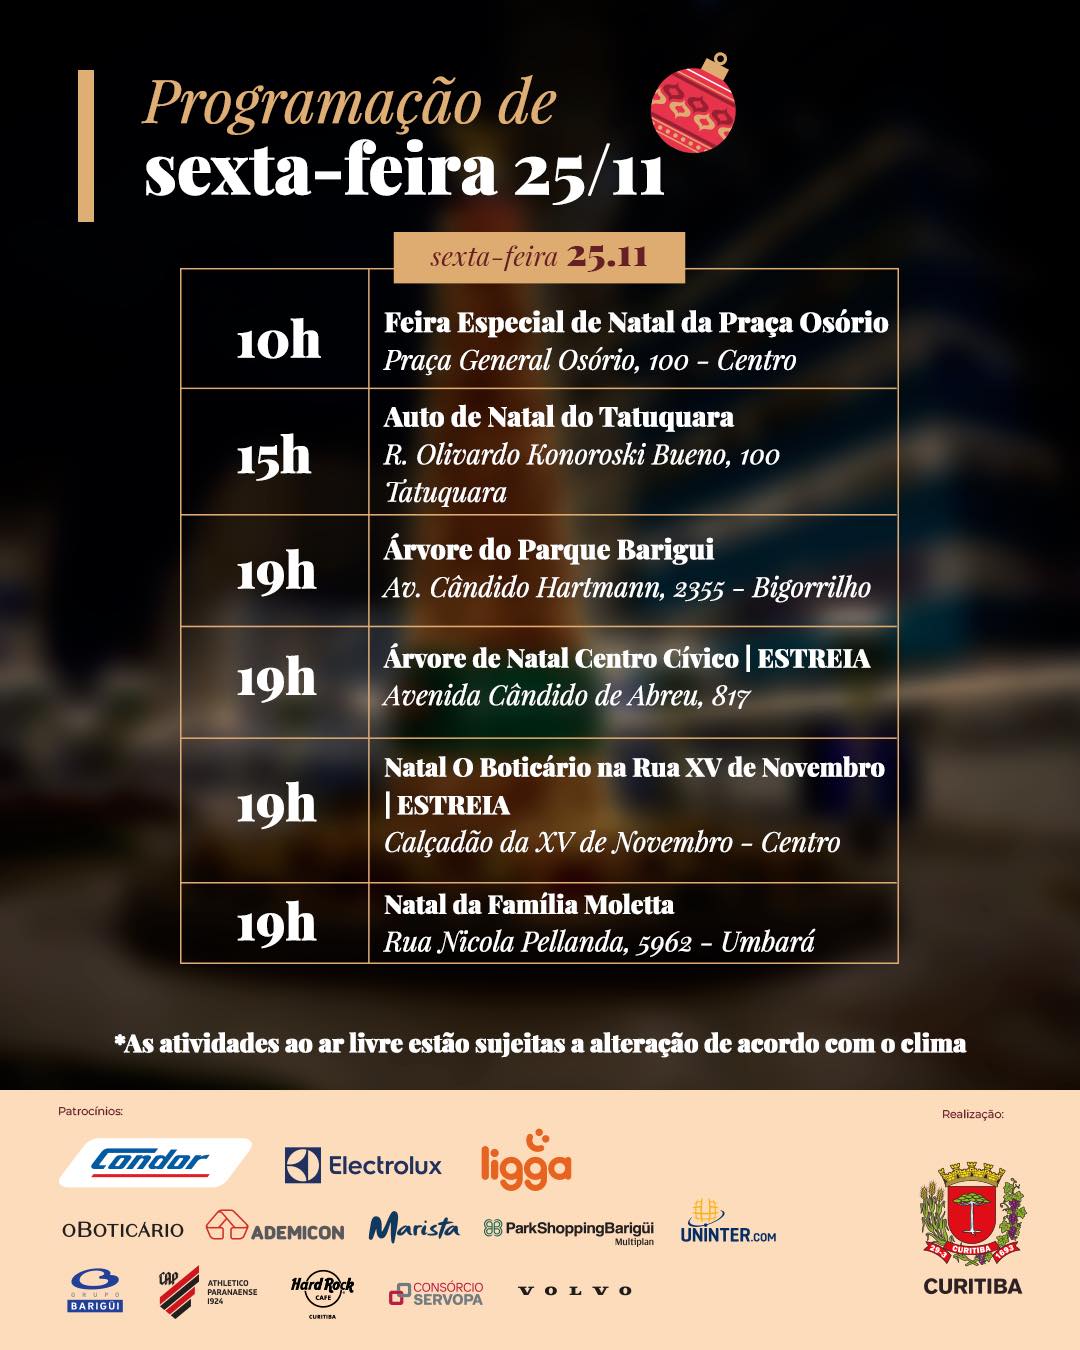 Programação de
sexta-feira 25/11
sexta-feira 25.11
10h
Feira Especial de Natal da Praça Osório
Praça General Osório, 100 - Centro
15h
Auto de Natal do Tatuquara
R. Olivardo Konoroski Bueno, 100
Tatuquara
19h
Árvore do Parque Barigui
Av. Cândido Hartmann, 2355 - Bigorrilho
19h
Árvore de Natal Centro Cívico | ESTREIA
Avenida Cândido de Abreu, 817
19h
Natal O Boticário na Rua XV de Novembro
| ESTREIA
Calçadão da XV de Novembro - Centro
19h
Natal da Família Moletta
Rua Nicola Pellanda, 5962 - Umbará
*As atividades ao ar livre estão sujeitas a alteração de acordo com o clima
Patrocínios:
Realização:
Condor
Electrolux
ligga
oBoticário
ADEMICON
Marista
ParkShoppingBarigüi
Multiplan
UNINTER.COM
GRUPO
BARIGÜI
CAP
ATHLETICO
PARANAENSE
1924
Hard Rock
CAFE
CURITIBA
CONSÓRCIO
SERVOPA
VOLVO
29-3 CURITIBA 1693
CURITIBA